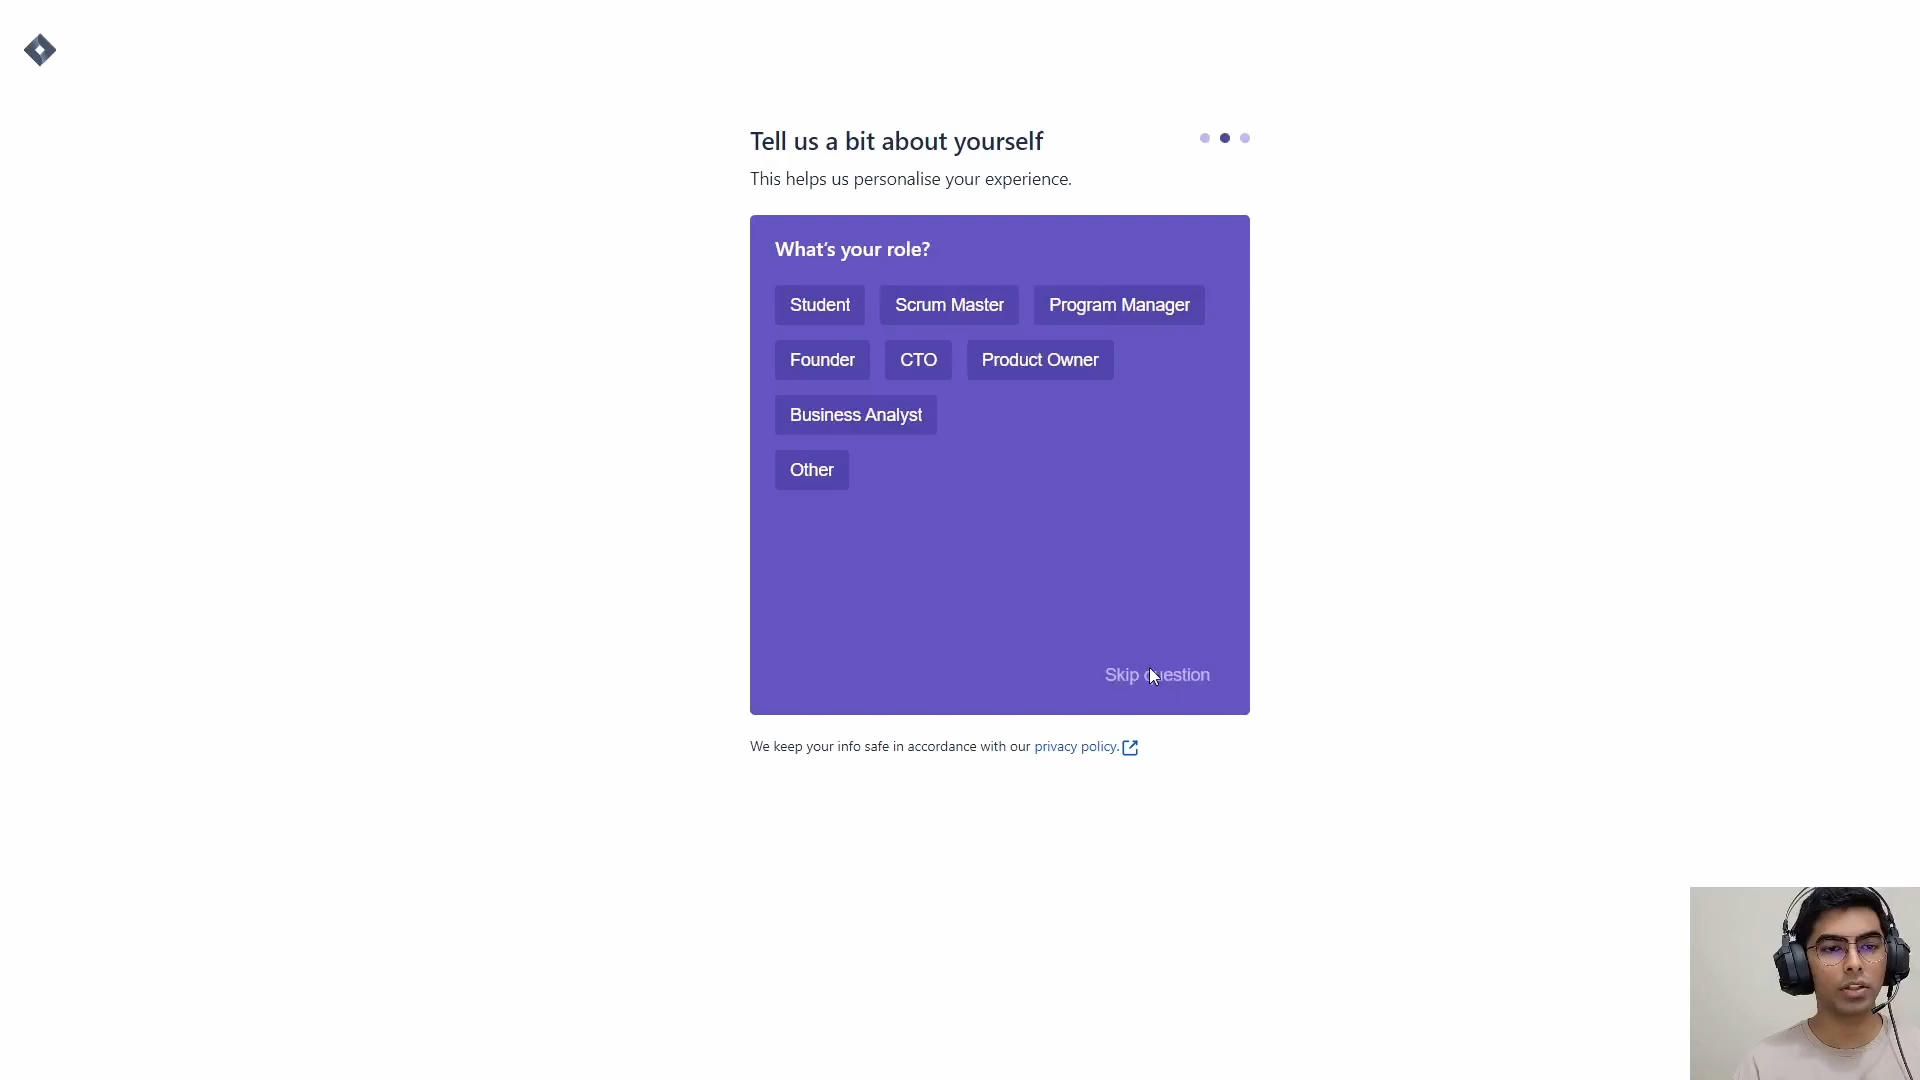 Tell us a bit about yourself
This helps us personalise your experience.
What's your role?
Student Scrum Master Program Manager
Founder CTO Product Owner
Business Analyst
Other
Skip question
We keep your info safe in accordance with our privacy policy.